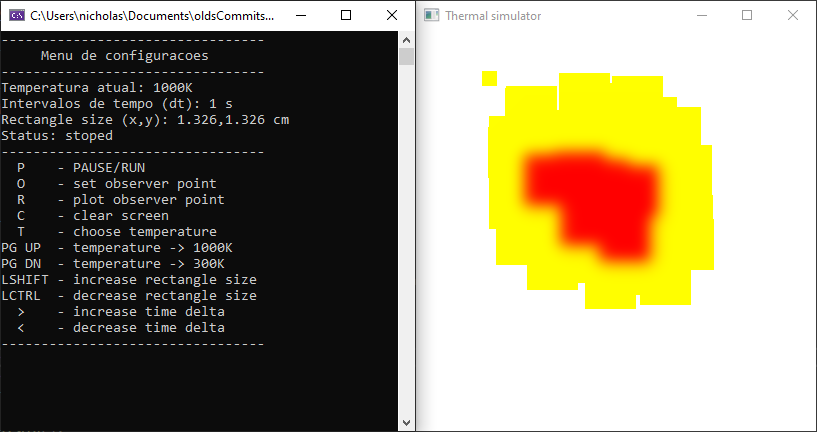 C:\Users\nicholas\Documents\oldsCommits...
Thermal simulator
---------------------------------
Menu de configuracoes
---------------------------------
Temperatura atual: 1000K
Intervalos de tempo (dt): 1 s
Rectangle size (x,y): 1.326,1.326 cm
Status: stoped
---------------------------------
P - PAUSE/RUN
O - set observer point
R - plot observer point
C - clear screen
T - choose temperature
PG UP - temperature -> 1000K
PG DN - temperature -> 300K
LSHIFT - increase rectangle size
LCTRL - decrease rectangle size
> - increase time delta
< - decrease time delta
---------------------------------